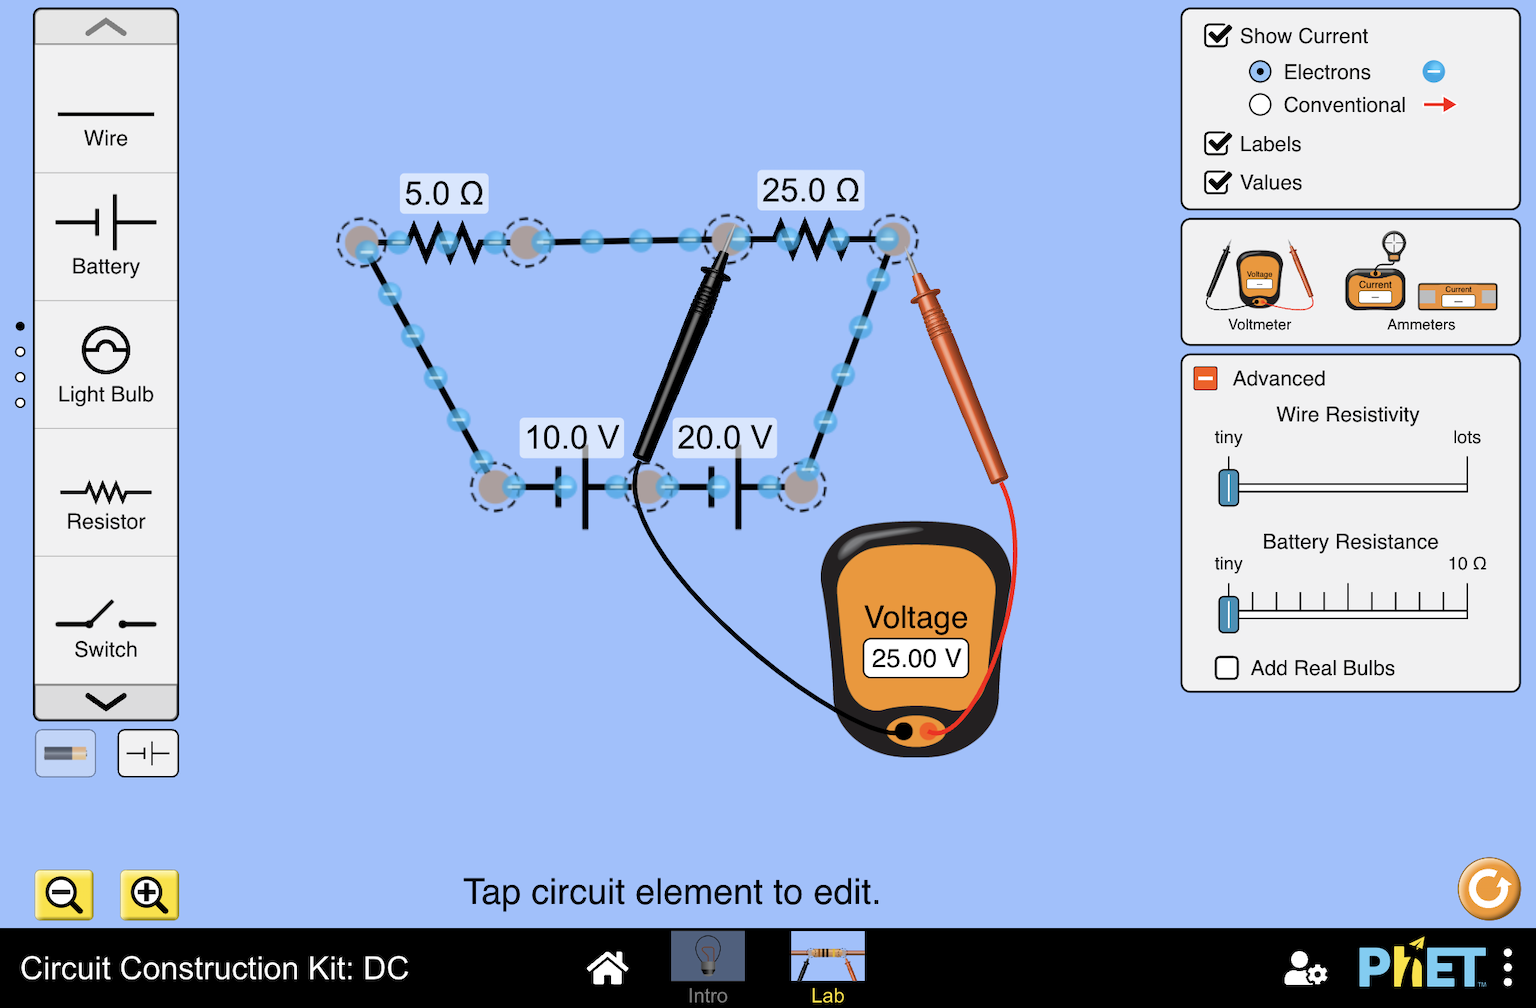 Wire
Battery
Light Bulb
Resistor
Switch
5.0 Ω
25.0 Ω
10.0 V
20.0 V
Voltage
25.00 V
Tap circuit element to edit.
Show Current
Electrons
Conventional
Labels
Values
Voltage
Voltmeter
Current
Current
Ammeters
Advanced
Wire Resistivity
tiny lots
Battery Resistance
tiny 10 Ω
Add Real Bulbs
Circuit Construction Kit: DC
Intro
Lab
PhET™